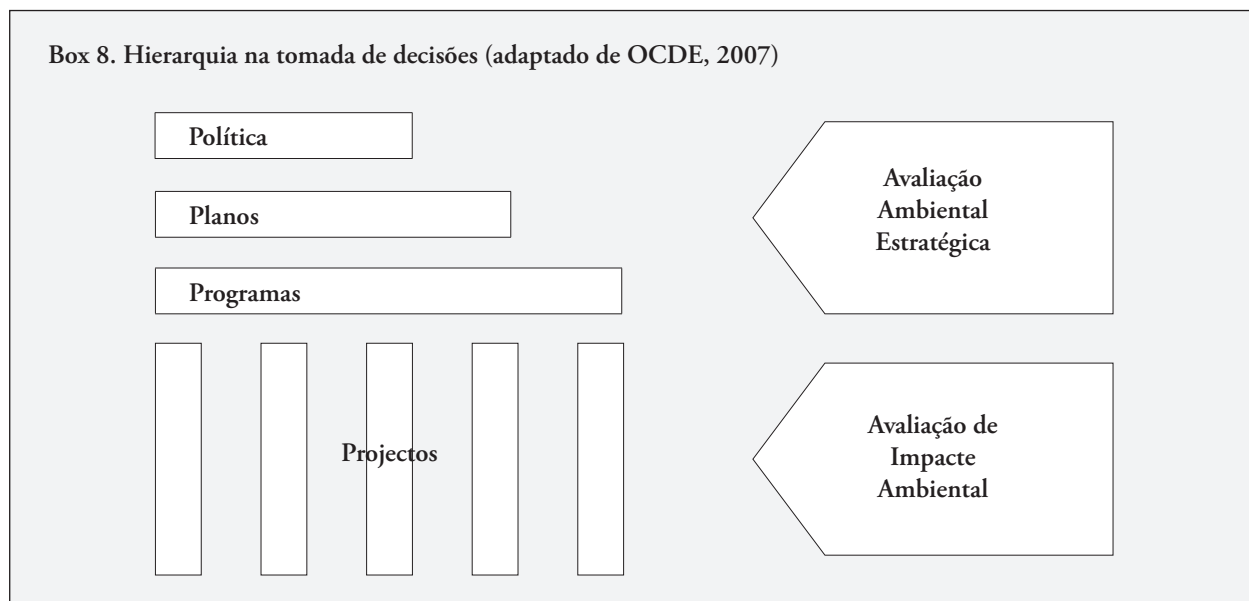 Box 8. Hierarquia na tomada de decisões (adaptado de OCDE, 2007)
Política
Planos
Programas
Projectos
Avaliação
Ambiental
Estratégica
Avaliação de
Impacte
Ambiental